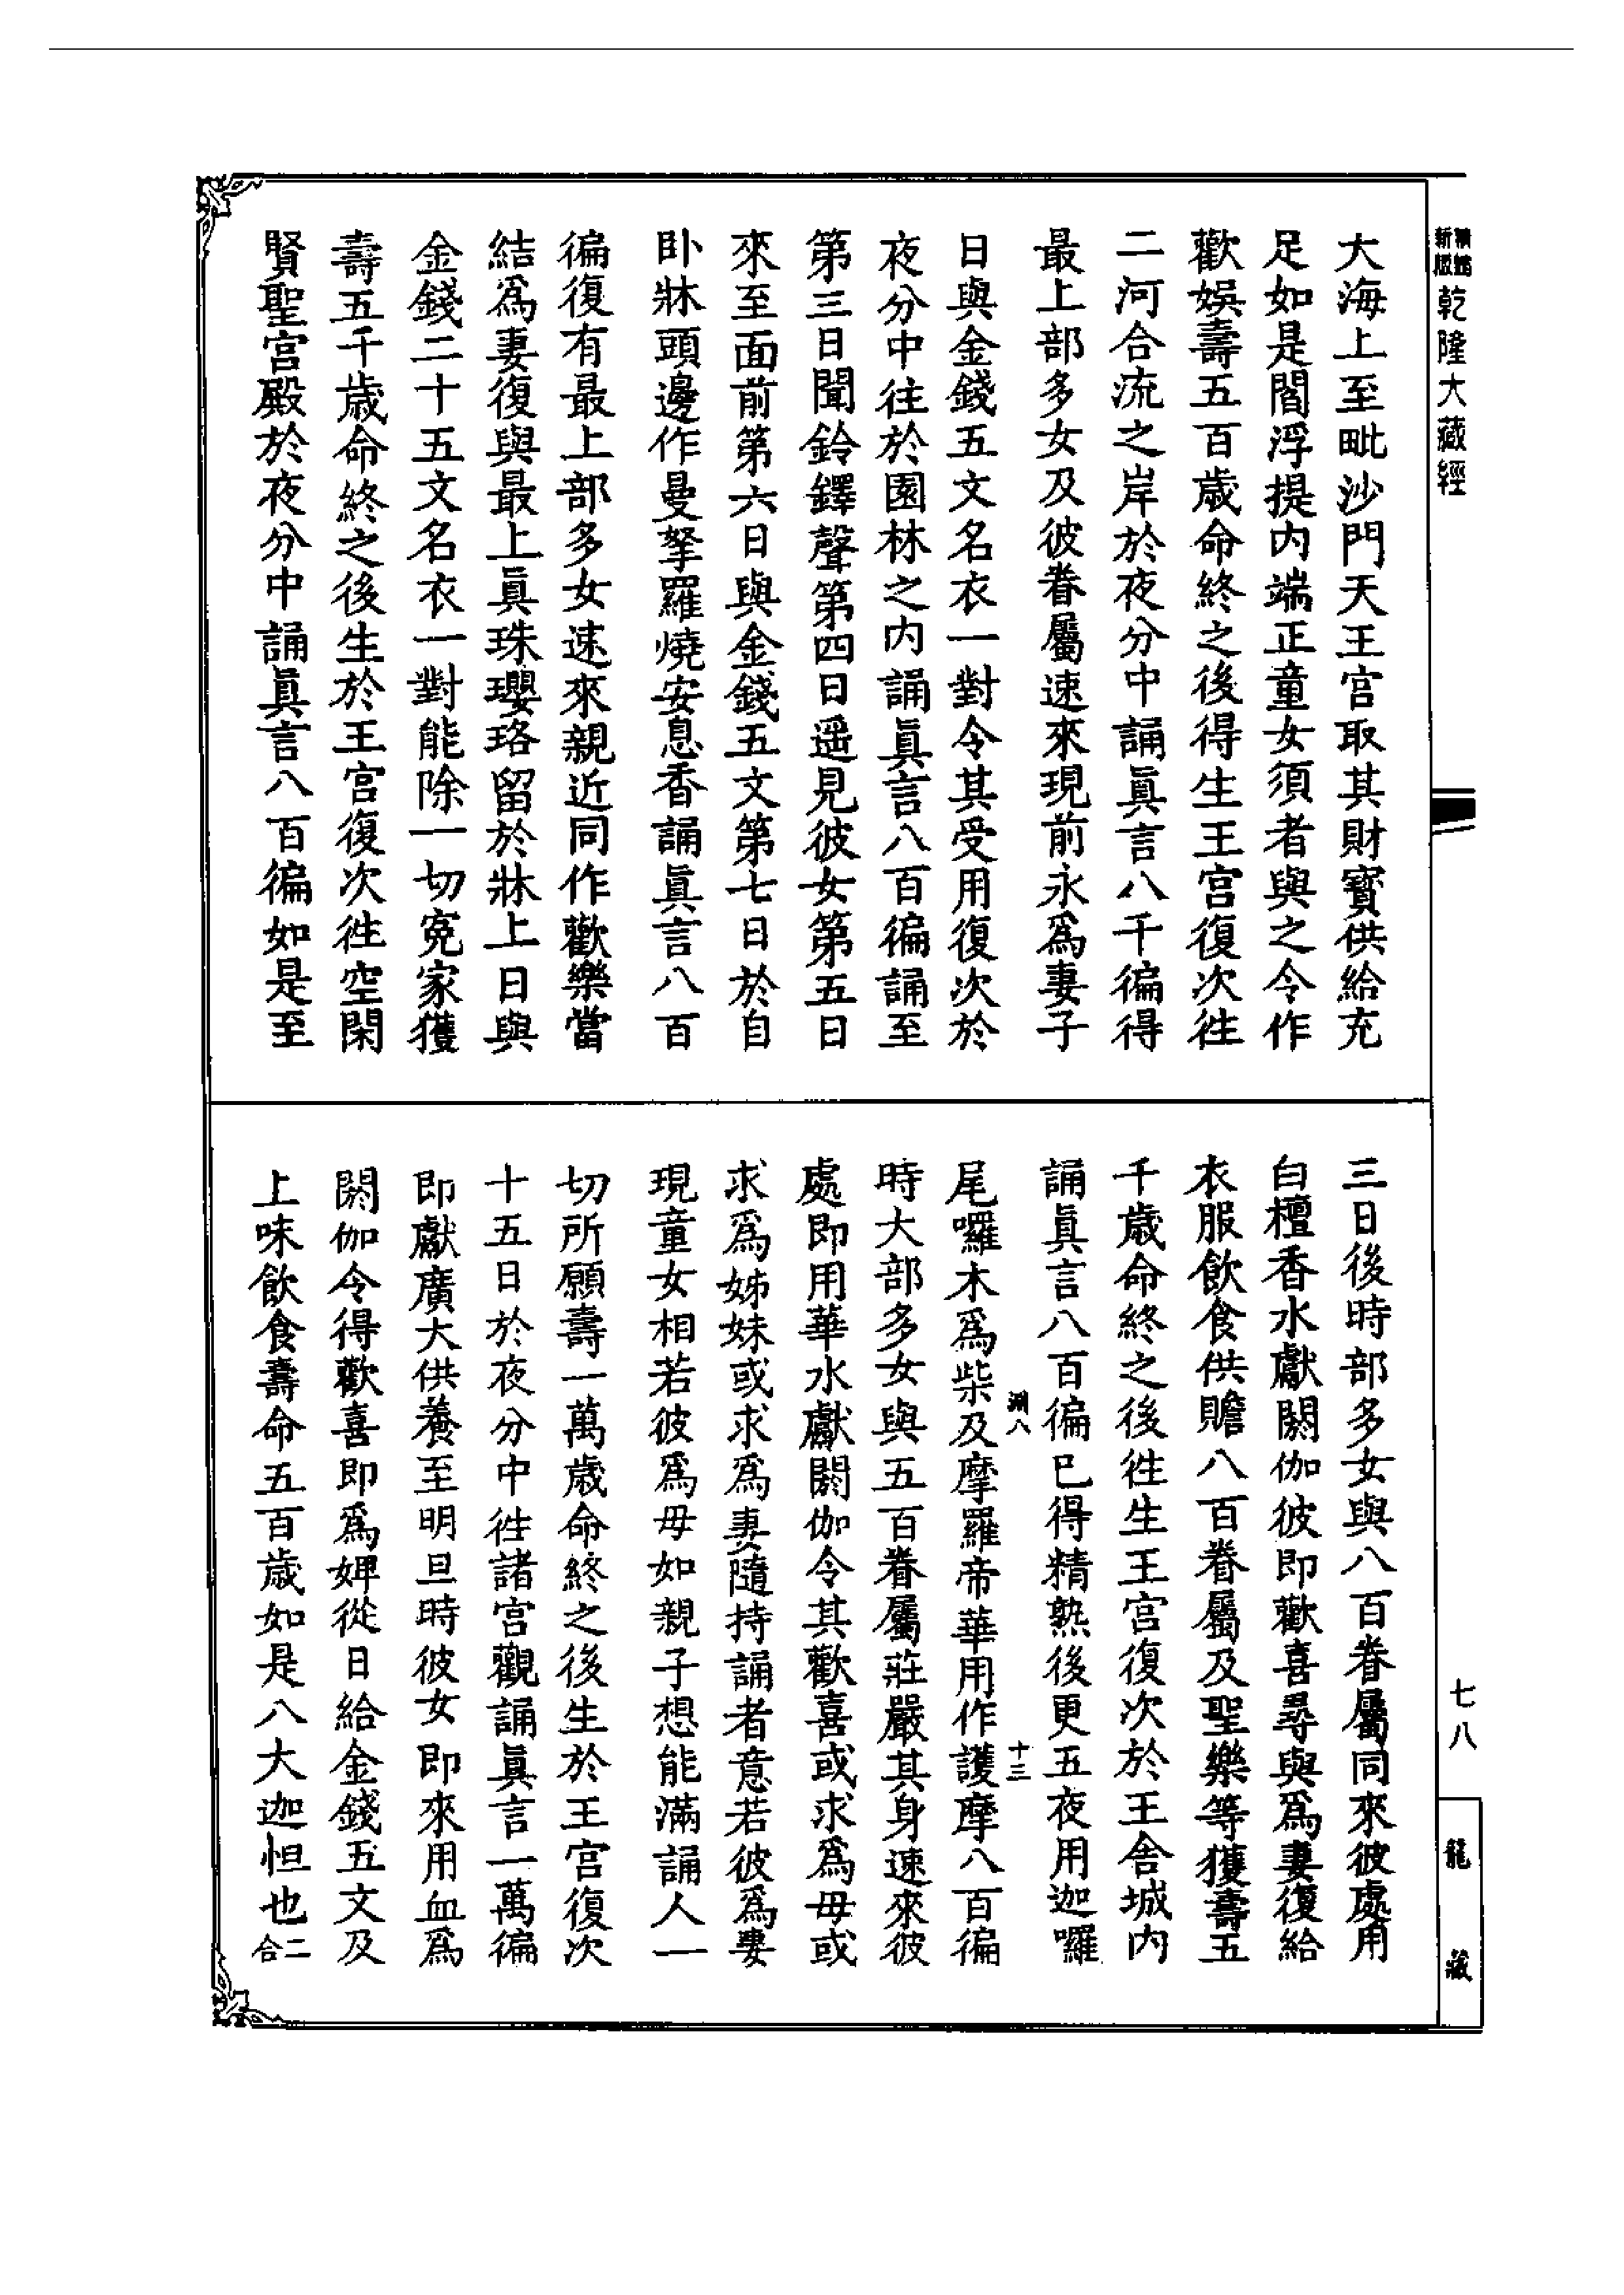 新版
精鐫
乾隆大藏經
大海上至毗沙門天王宫取其財寳供給充
足如是閻浮提内端正童女須者與之令作
歡娛壽五百歲命終之後得生王宫復次徃
二河合流之岸於夜分中誦眞言八千徧得
最上部多女及彼眷屬速來現前永爲妻子
日與金錢五文名衣一對令其受用復次於
夜分中往於園林之内誦眞言八百徧誦至
第三日聞鈴鐸聲第四日遥見彼女第五日
來至面前第六日與金錢五文第七日於自
卧牀頭邊作曼拏羅燒安息香誦眞言八百
徧復有最上部多女速來親近同作歡樂當
結爲妻復與最上眞珠瓔珞留於牀上日與
金錢二十五文名衣一對能除一切寃家獲
壽五千歲命終之後生於王宫復次徃空閑
賢聖宫殿於夜分中誦眞言八百徧如是至
三日後時部多女與八百眷屬同來彼處用
白檀香水獻閼伽彼即歡喜尋與爲妻復給
衣服飲食供贍八百眷屬及聖樂等獲壽五
千歲命終之後徃生王宫復次於王舍城内
誦眞言八百徧已得精熟後更五夜用迦囉
淵八
十三
尾囉木爲柴及摩羅帝華用作護摩八百徧
時大部多女與五百眷屬莊嚴其身速來彼
處即用華水獻閼伽令其歡喜或求爲母或
求爲姊妹或求爲妻隨持誦者意若彼爲妻
現童女相若彼爲母如親子想能滿誦人一
切所願壽一萬歲命終之後生於王宫復次
十五日於夜分中徃諸宫觀誦眞言一萬徧
即獻廣大供養至明旦時彼女即來用血爲
閼伽令得歡喜即爲婢從日給金錢五文及
上味飲食壽命五百歲如是八大迦怛也二合
七八
龍藏